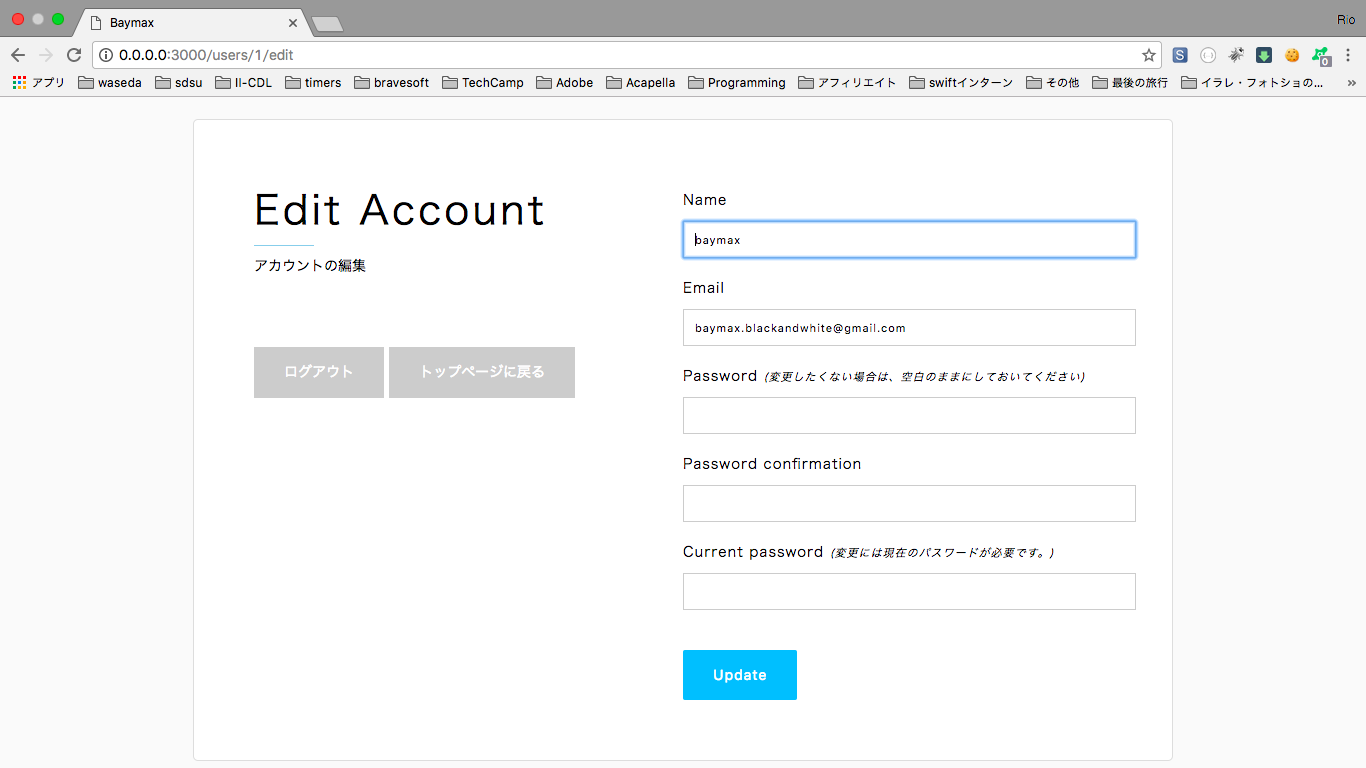 Baymax
Rio
0.0.0.0:3000/users/1/edit
アプリ waseda sdsu II-CDL timers bravesoft TechCamp Adobe Acapella Programming アフィリエイト swiftインターン その他 最後の旅行 イラレ・フォトショの... »
Edit Account
アカウントの編集
ログアウト トップページに戻る
Name
baymax
Email
baymax.blackandwhite@gmail.com
Password (変更したくない場合は、空白のままにしておいてください)
Password confirmation
Current password (変更には現在のパスワードが必要です。)
Update
S
0